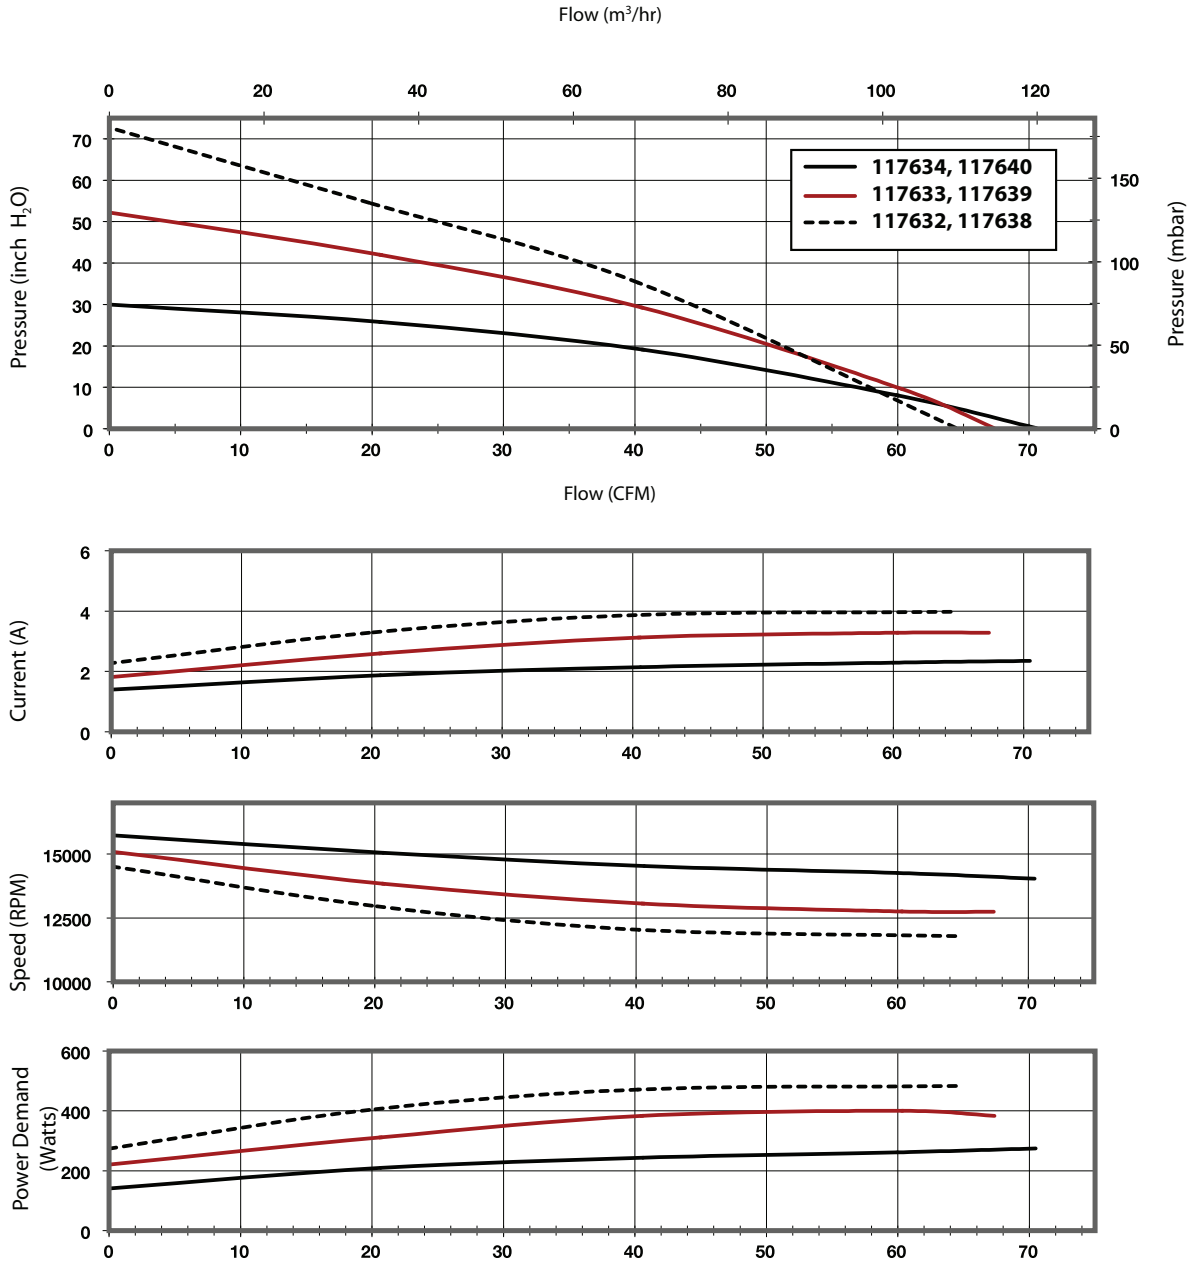 Flow (m³/hr)
0 20 40 60 80 100 120
70
60
50
40
30
20
10
0
Pressure (inch H₂O)
117634, 117640
117633, 117639
117632, 117638
150
100
50
0
Pressure (mbar)
0 10 20 30 40 50 60 70
Flow (CFM)
6
4
2
0
Current (A)
0 10 20 30 40 50 60 70
15000
12500
10000
Speed (RPM)
0 10 20 30 40 50 60 70
600
400
200
0
Power Demand
(Watts)
0 10 20 30 40 50 60 70